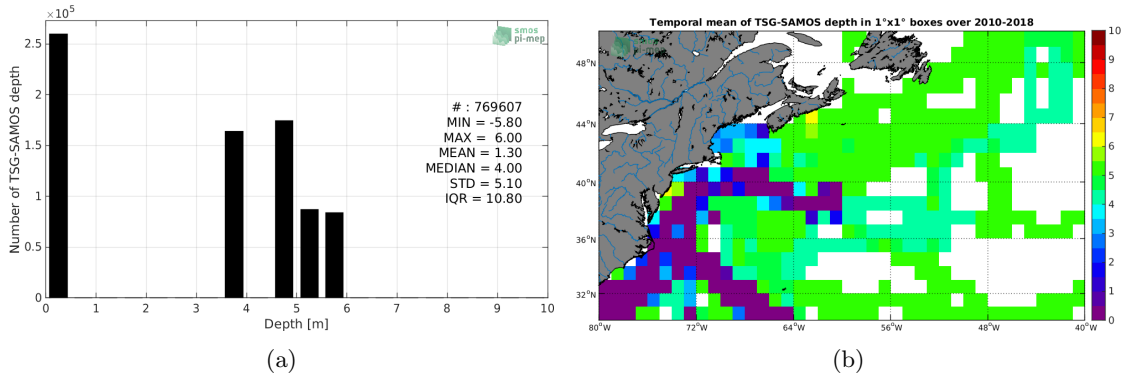 ×10⁵
2.5
2
1.5
1
0.5
0
0 1 2 3 4 5 6 7 8 9 10
Number of TSG-SAMOS depth
Depth [m]
smos
pi-mep
# : 769607
MIN = -5.80
MAX = 6.00
MEAN = 1.30
MEDIAN = 4.00
STD = 5.10
IQR = 10.80
(a)
Temporal mean of TSG-SAMOS depth in 1°x1° boxes over 2010-2018
48°N
44°N
40°N
36°N
32°N
80°W 72°W 64°W 56°W 48°W 40°W
10
9
8
7
6
5
4
3
2
1
0
(b)